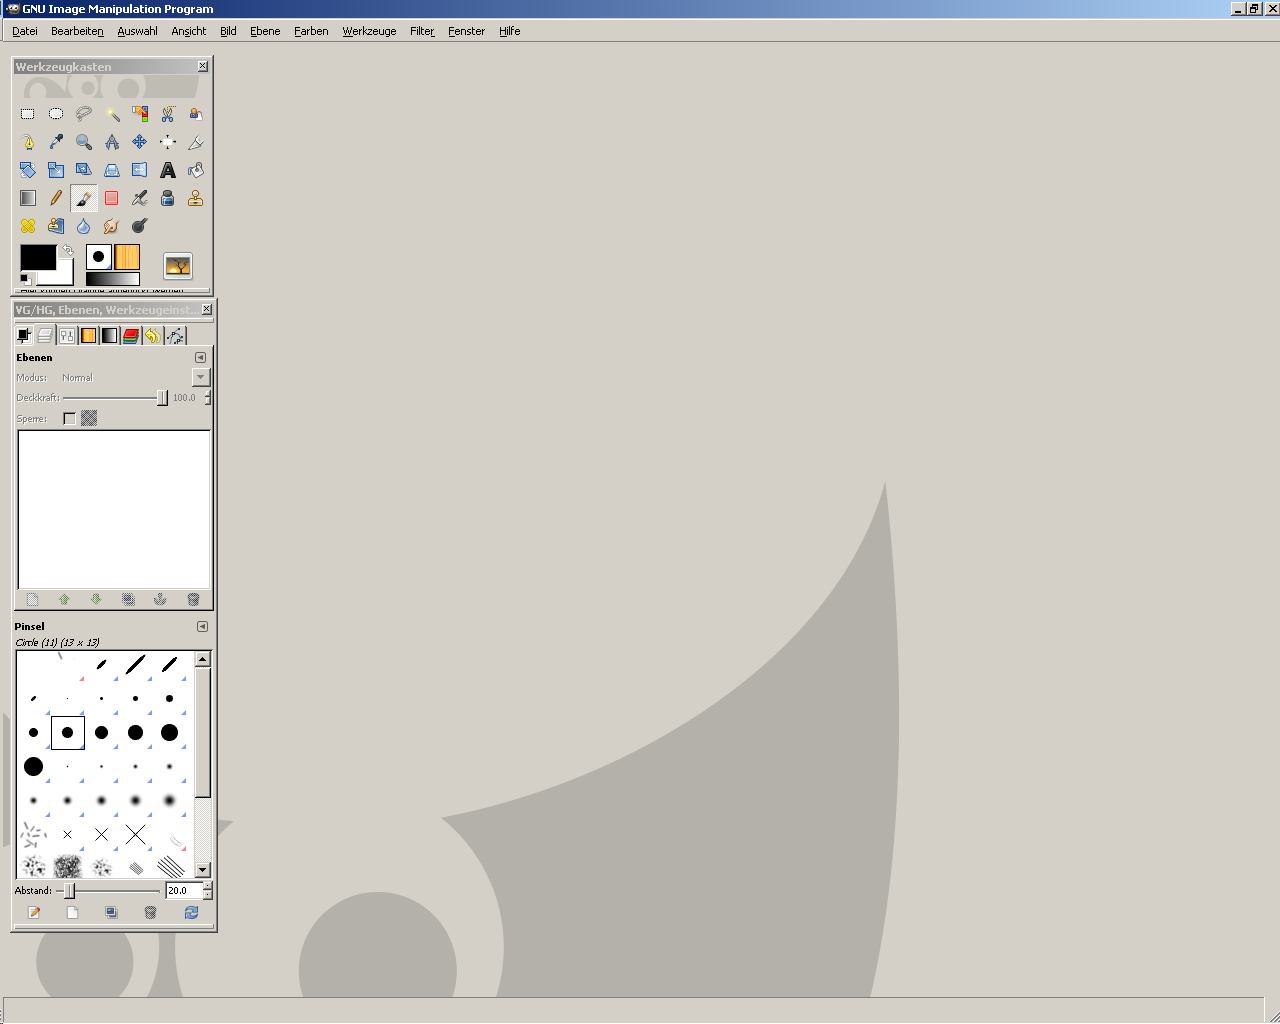 GNU Image Manipulation Program
Datei Bearbeiten Auswahl Ansicht Bild Ebene Farben Werkzeuge Filter Fenster Hilfe
Werkzeugkasten
VG/HG, Ebenen, Werkzeugeinst...
Ebenen
Modus: Normal
Deckkraft: 100.0
Sperre:
Pinsel
Circle (11) (13 x 13)
Abstand: 20.0